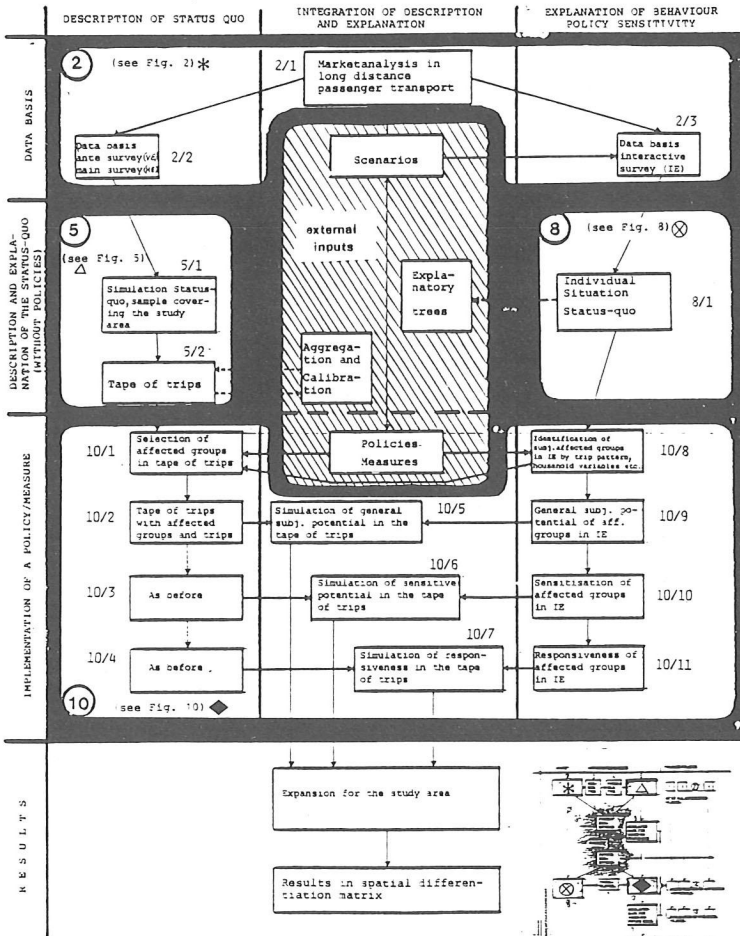 DESCRIPTION OF STATUS QUO
INTEGRATION OF DESCRIPTION
AND EXPLANATION
EXPLANATION OF BEHAVIOUR
POLICY SENSITIVITY
DATA BASIS
2
(see Fig. 2) *
2/1
Marketanalysis in
long distance
passenger transport
Data basis
ante survey
main survey
2/2
Scenarios
2/3
Data basis
interactive
survey (IE)
DESCRIPTION AND EXPLA-
NATION OF THE STATUS-QUO
(WITHOUT POLICIES)
5
(see Fig. 5)
△
5/1
Simulation Status-
quo, sample cover-
ing the study
area
5/2
Tape of trips
external
inputs
Expla-
natory
trees
Aggrega-
tion and
Calibra-
tion
8
(see Fig. 8) ⊗
Individual
Situation
Status-quo
8/1
IMPLEMENTATION OF A POLICY/MEASURE
10/1
Selection of
affected groups
in tape of trips
Policies
Measures
Identification of
subj. affected groups
in IE by trip pattern,
household variables etc.
10/8
10/2
Tape of trips
with affected
groups and trips
10/5
Simulation of general
subj. potential in the
tape of trips
General subj. po-
tential of aff.
groups in IE
10/9
10/3
As before
10/6
Simulation of sensitive
potential in the tape
of trips
Sensitisation of
affected groups
in IE
10/10
10/4
As before
10/7
Simulation of respon-
siveness in the tape
of trips
Responsiveness of
affected groups in
IE
10/11
10
(see Fig. 10) ◆
RESULTS
Expansion for the study area
Results in spatial differen-
tiation matrix